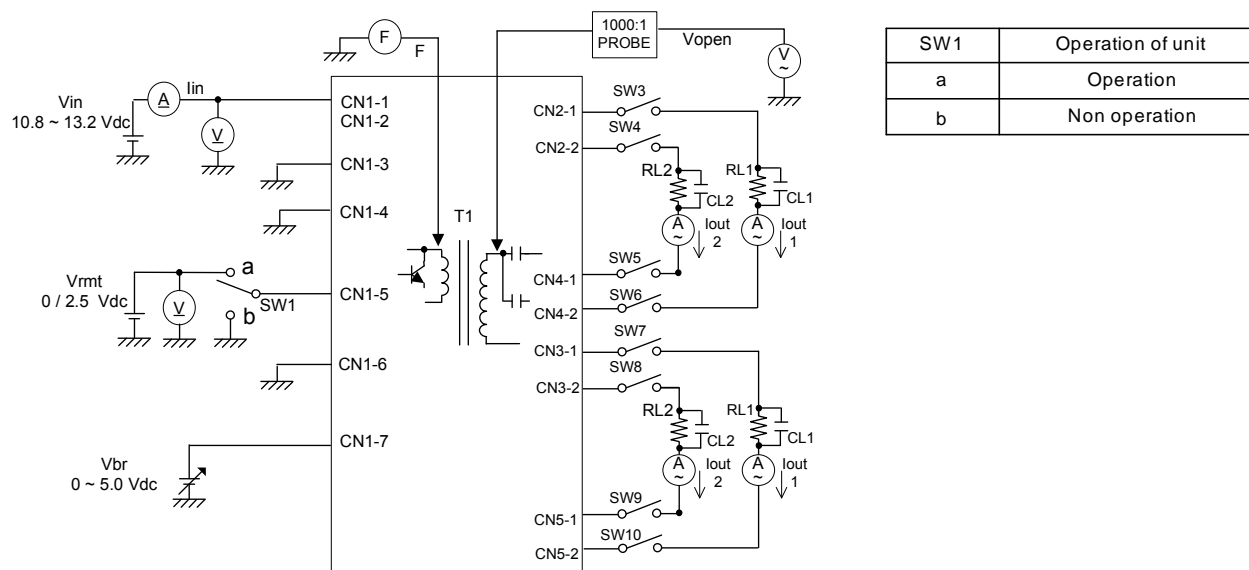 F
F
1000:1
PROBE
Vopen
V
~
SW1 Operation of unit
a Operation
b Non operation
Vin
10.8 ~ 13.2 Vdc
A
Iin
V
CN1-1
CN1-2
CN1-3
CN1-4
Vrmt
0 / 2.5 Vdc
V
a
b
SW1
CN1-5
CN1-6
CN1-7
Vbr
0 ~ 5.0 Vdc
T1
CN2-1
SW3
CN2-2
SW4
RL2
CL2
RL1
CL1
A
~
Iout
2
A
~
Iout
1
CN4-1
SW5
CN4-2
SW6
CN3-1
SW7
CN3-2
SW8
RL2
CL2
RL1
CL1
A
~
Iout
2
A
~
Iout
1
CN5-1
SW9
CN5-2
SW10